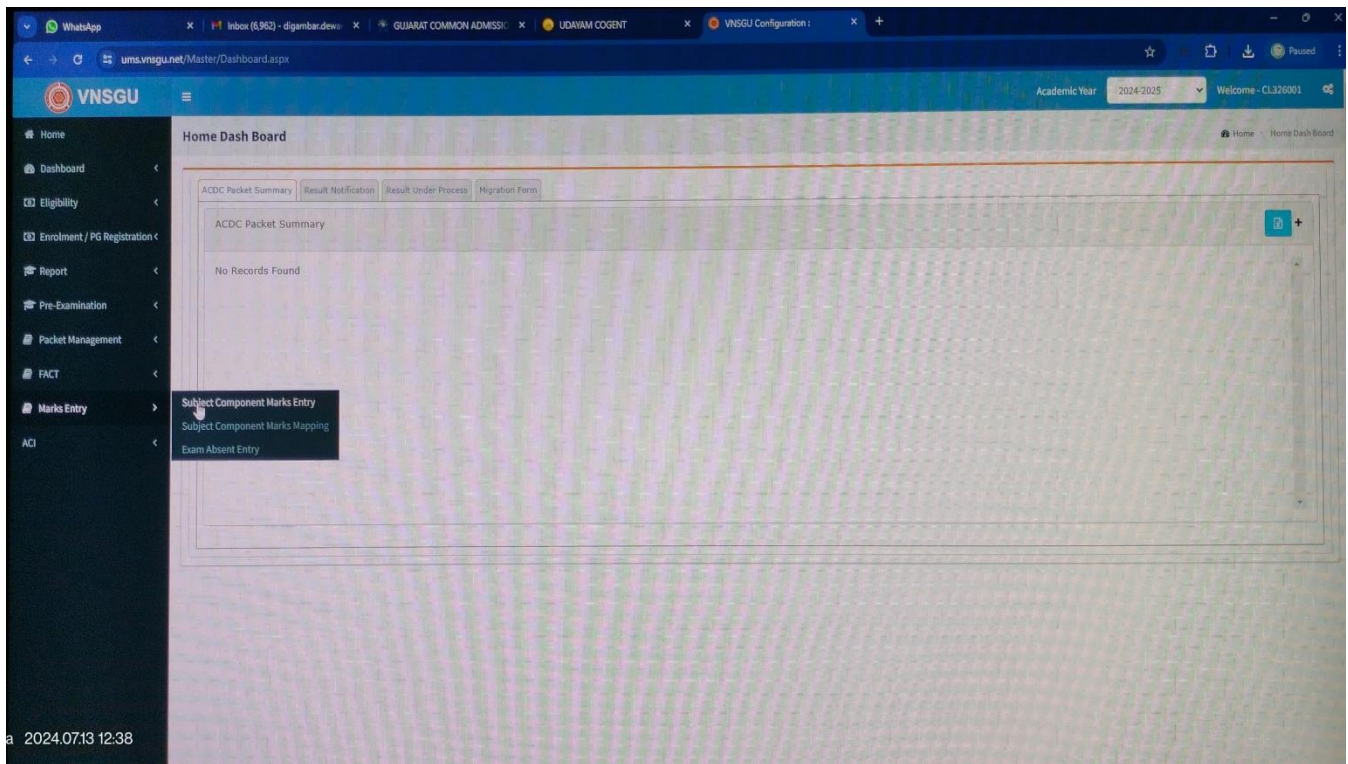 WhatsApp
Inbox (6,962) - digambar.dewa
GUJARAT COMMON ADMISSIO
UDAYAM COGENT
VNSGU Configuration :
ums.vnsgu.net/Master/Dashboard.aspx
Paused
VNSGU
Academic Year
2024-2025
Welcome - CL326001
Home
Home Dash Board
Home
Home Dash Board
Dashboard
ACDC Packet Summary
Result Notification
Result Under Process
Migration Form
Eligibility
ACDC Packet Summary
Enrolment / PG Registration
Report
No Records Found
Pre-Examination
Packet Management
FACT
Marks Entry
Subject Component Marks Entry
Subject Component Marks Mapping
ACI
Exam Absent Entry
a 2024.07.13 12:38